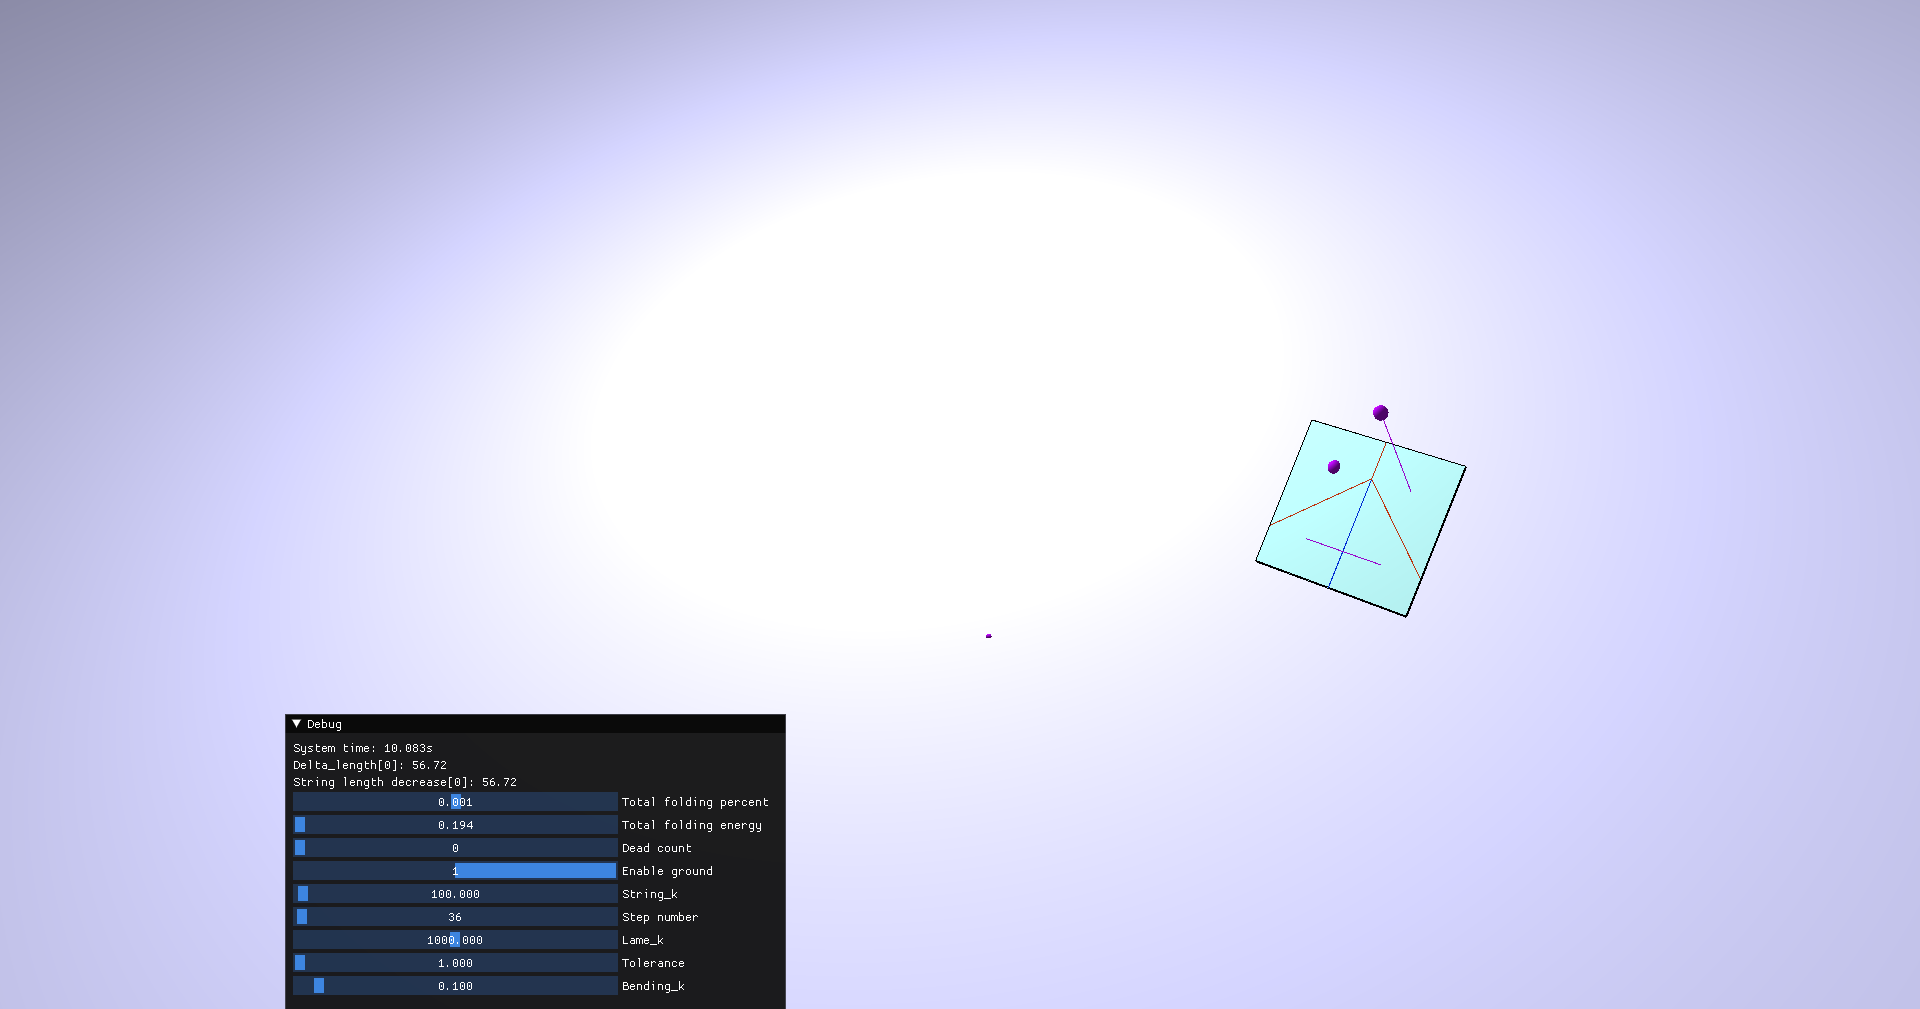 Debug
System time: 10.083s
Delta_length[0]: 56.72
String length decrease[0]: 56.72
0.001 Total folding percent
0.194 Total folding energy
0 Dead count
1 Enable ground
100.000 String_k
36 Step number
1000.000 Lame_k
1.000 Tolerance
0.100 Bending_k